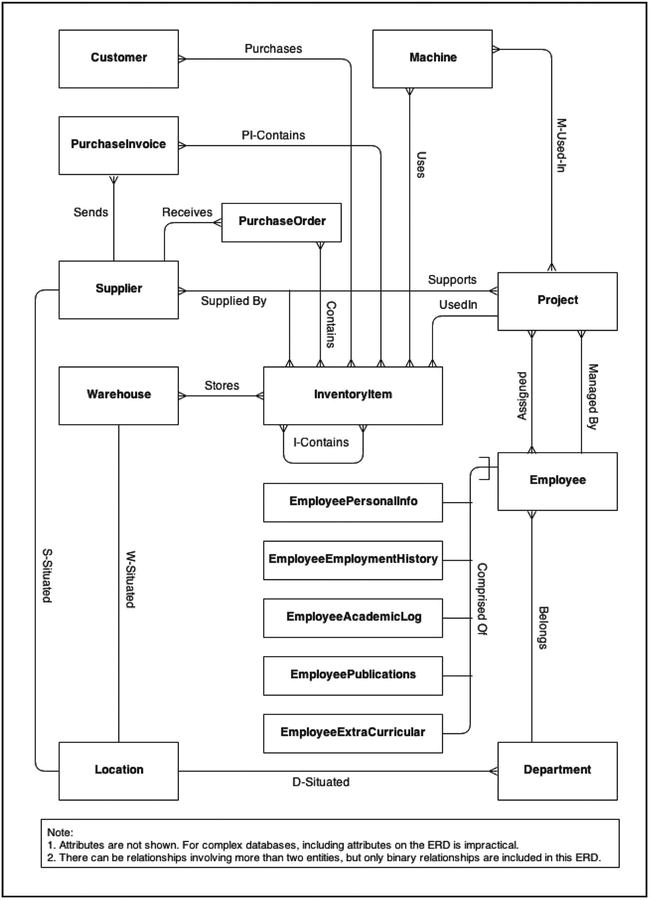 Customer
Purchases
Machine
PurchaseInvoice
PI-Contains
Uses
M-Used-In
Sends
Receives
PurchaseOrder
Supplier
Supplied By
Supports
Project
Contains
UsedIn
Warehouse
Stores
InventoryItem
I-Contains
Assigned
Managed By
Employee
EmployeePersonalInfo
EmployeeEmploymentHistory
EmployeeAcademicLog
EmployeePublications
EmployeeExtraCurricular
Comprised Of
S-Situated
W-Situated
Belongs
Location
D-Situated
Department
Note:
1. Attributes are not shown. For complex databases, including attributes on the ERD is impractical.
2. There can be relationships involving more than two entities, but only binary relationships are included in this ERD.